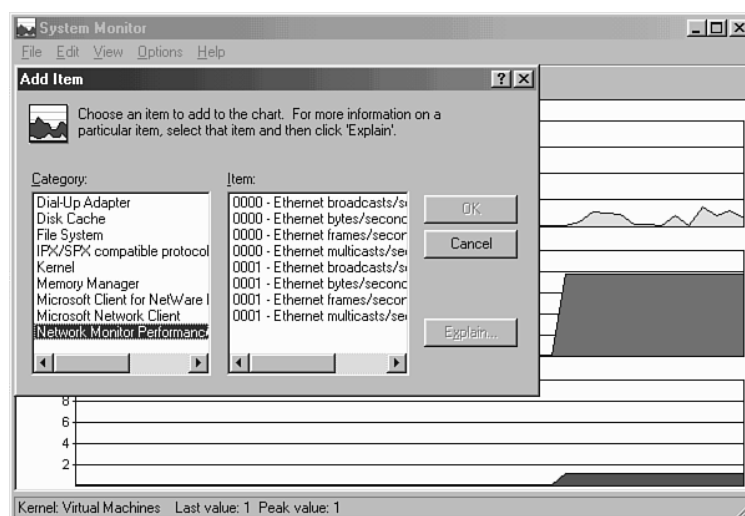 System Monitor
File Edit View Options Help
Add Item
Choose an item to add to the chart. For more information on a
particular item, select that item and then click 'Explain'.
Category:
Dial-Up Adapter
Disk Cache
File System
IPX/SPX compatible protocol
Kernel
Memory Manager
Microsoft Client for NetWare
Microsoft Network Client
Network Monitor Performanc
Item:
0000 - Ethernet broadcasts/s
0000 - Ethernet bytes/second
0000 - Ethernet frames/secor
0000 - Ethernet multicasts/se
0001 - Ethernet broadcasts/s
0001 - Ethernet bytes/second
0001 - Ethernet frames/secor
0001 - Ethernet multicasts/se
OK
Cancel
Explain...
8
6
4
2
Kernel: Virtual Machines Last value: 1 Peak value: 1